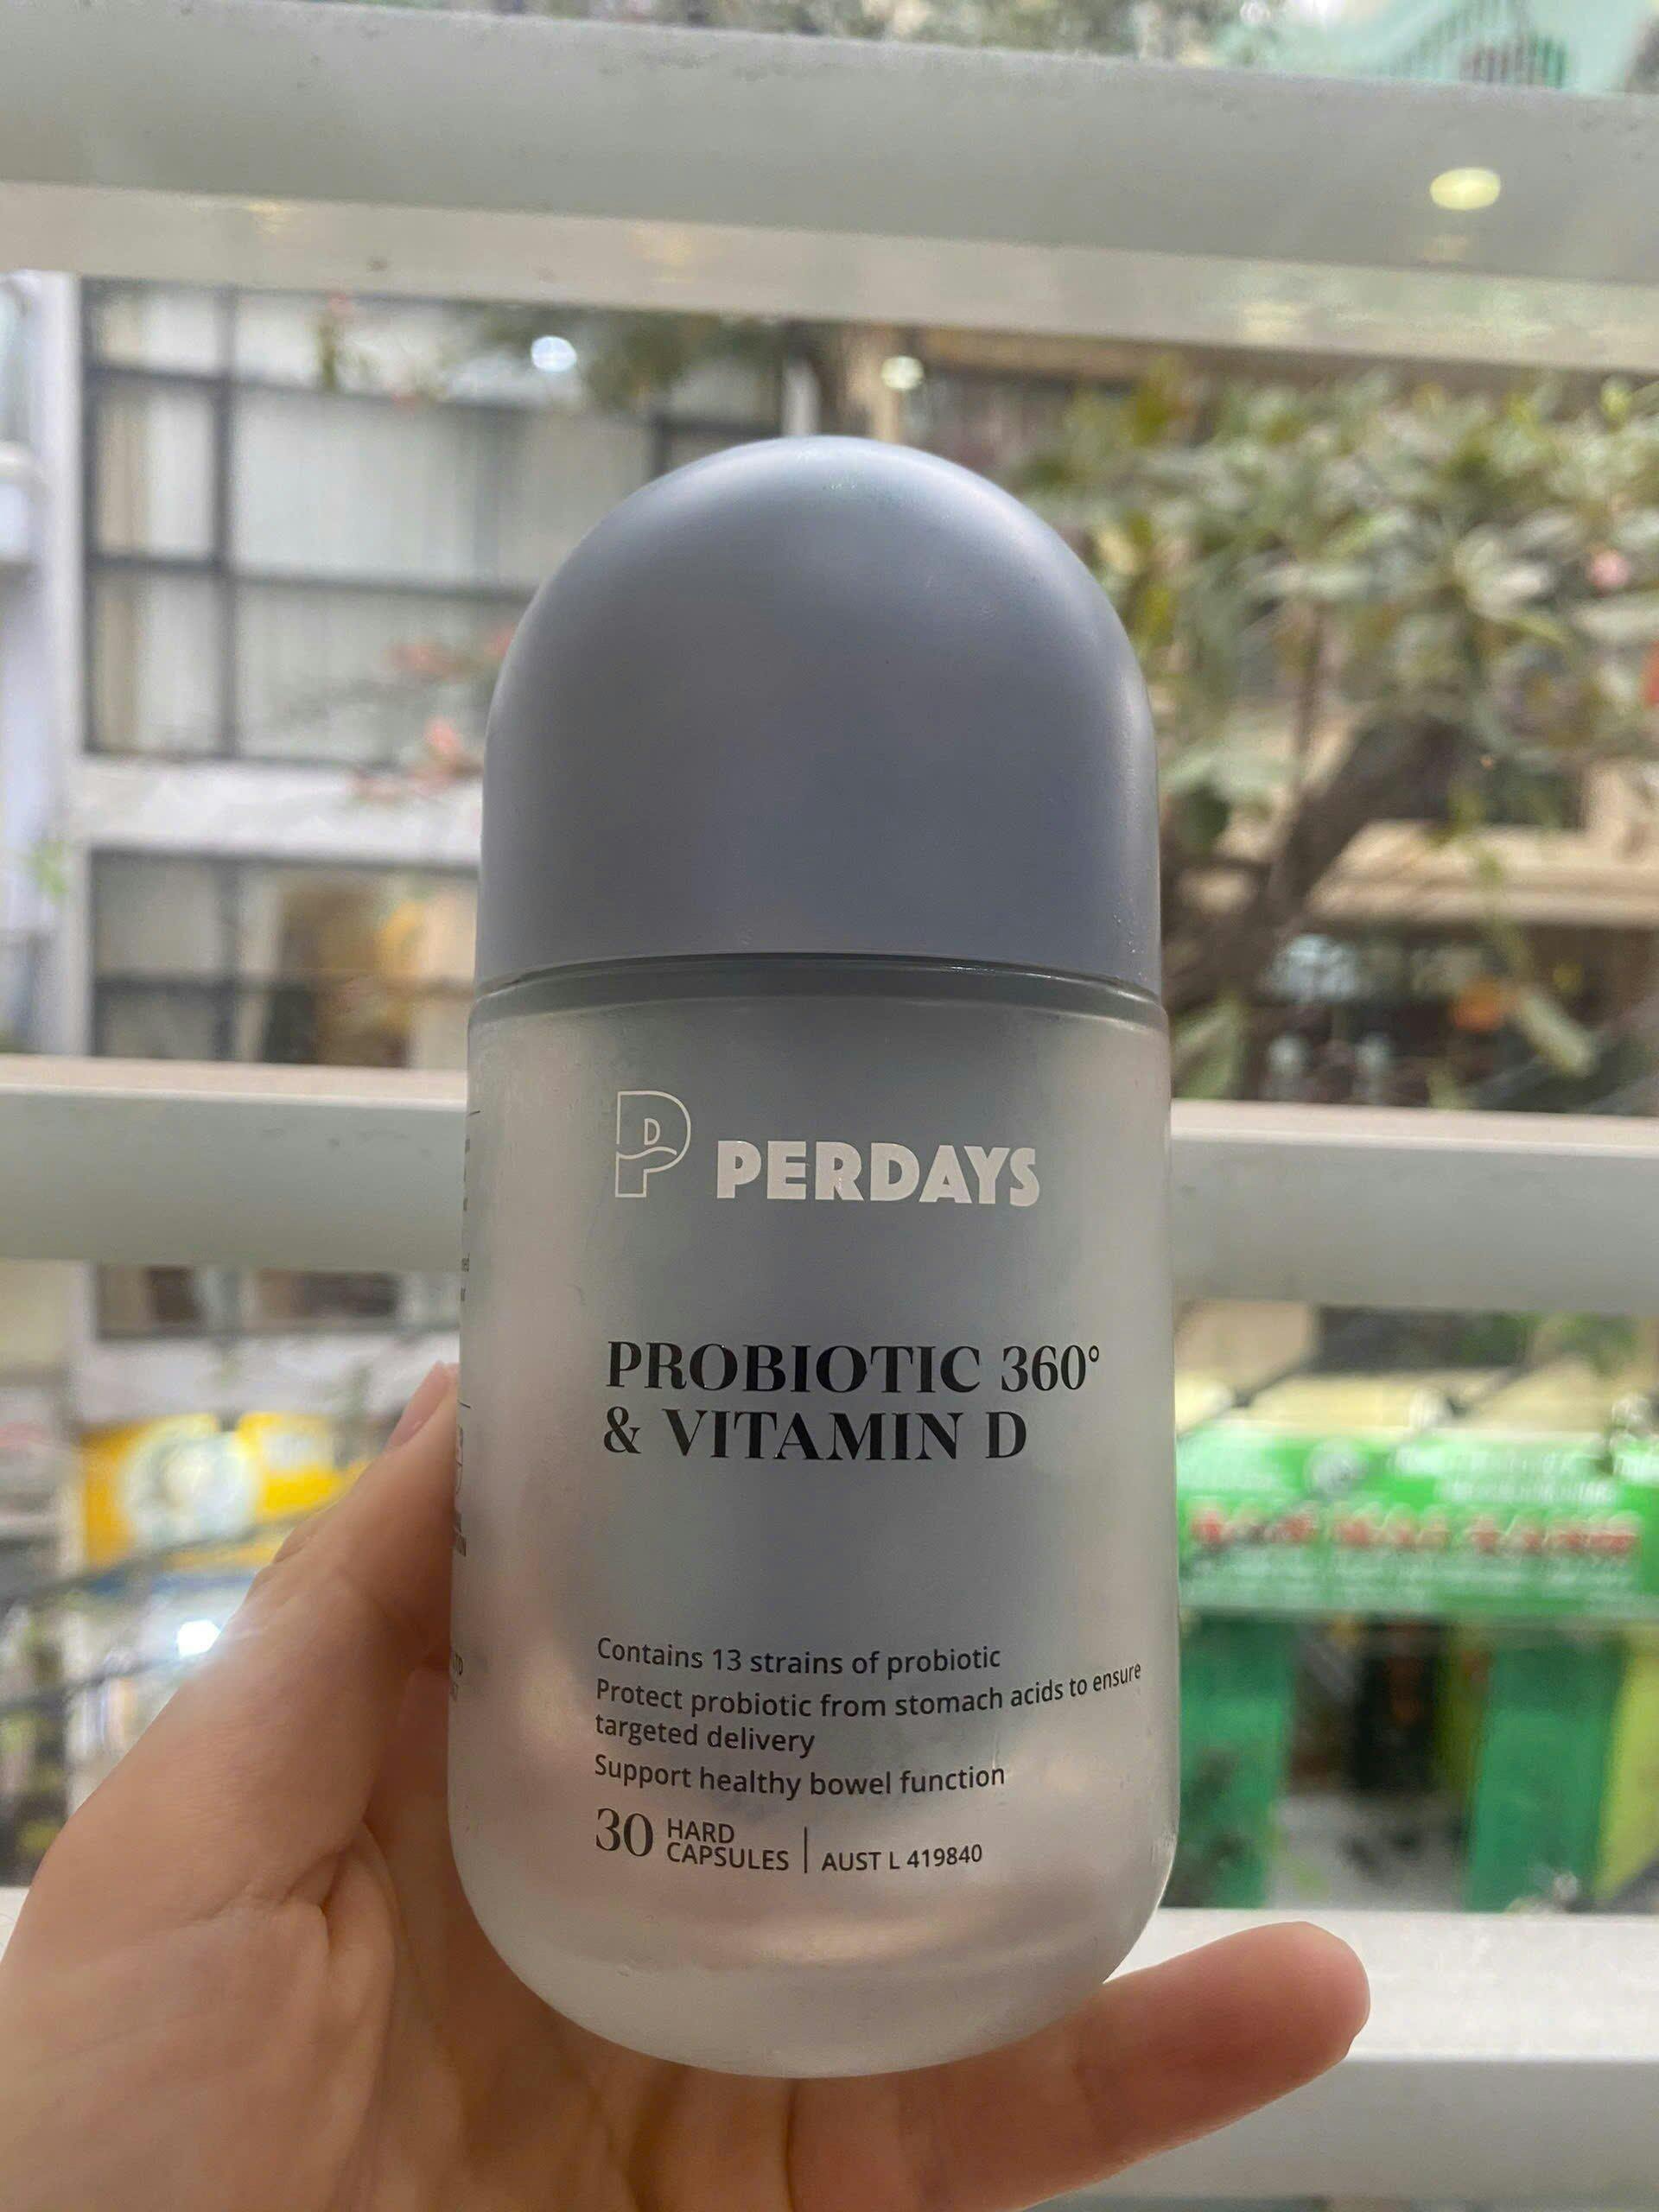 PERDAYS
PROBIOTIC 360°
& VITAMIN D
Contains 13 strains of probiotic
Protect probiotic from stomach acids to ensure
targeted delivery
Support healthy bowel function
30 HARD
CAPSULES | AUST L 419840